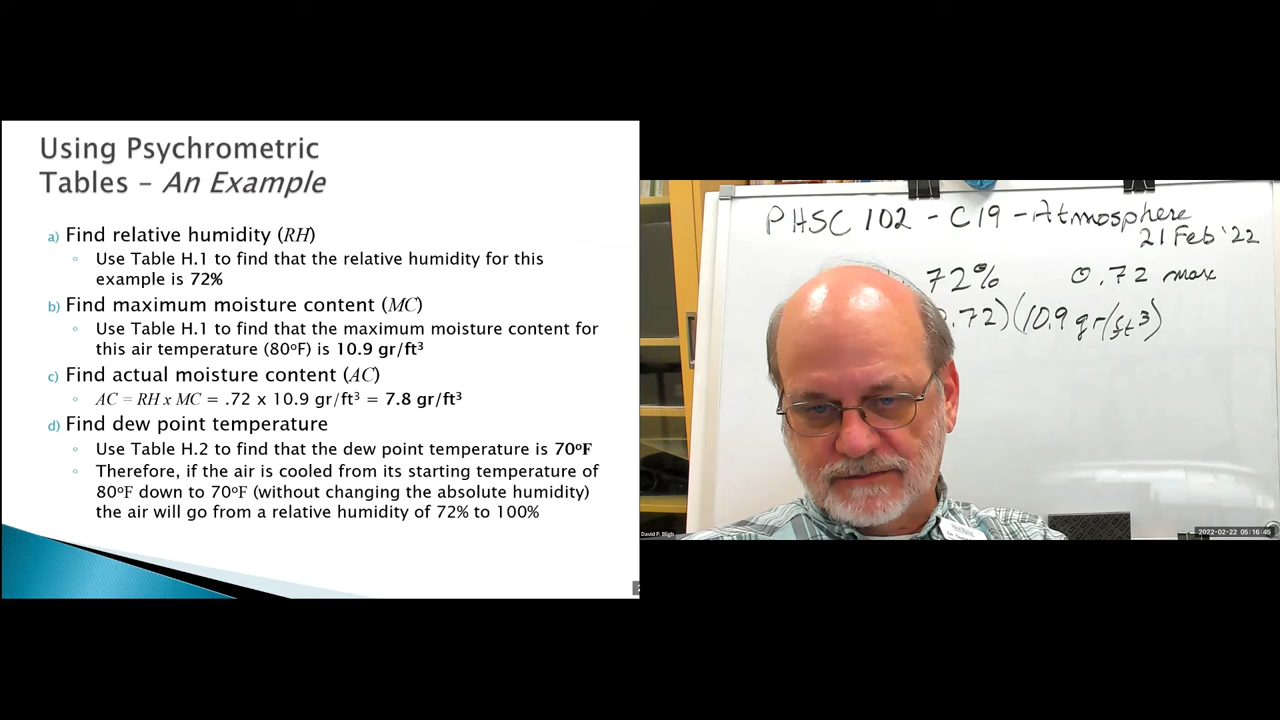 Using Psychrometric
Tables – An Example
a) Find relative humidity (RH)
◦ Use Table H.1 to find that the relative humidity for this
example is 72%
b) Find maximum moisture content (MC)
◦ Use Table H.1 to find that the maximum moisture content for
this air temperature (80ºF) is 10.9 gr/ft³
c) Find actual moisture content (AC)
◦ AC = RH x MC = .72 x 10.9 gr/ft³ = 7.8 gr/ft³
d) Find dew point temperature
◦ Use Table H.2 to find that the dew point temperature is 70ºF
◦ Therefore, if the air is cooled from its starting temperature of
80ºF down to 70ºF (without changing the absolute humidity)
the air will go from a relative humidity of 72% to 100%
PHSC 102 - C19 - Atmosphere
21 Feb '22
72% 0.72 max
.72)(10.9 gr/ft³)
David P. Bligh
2022-02-22 05:16:45